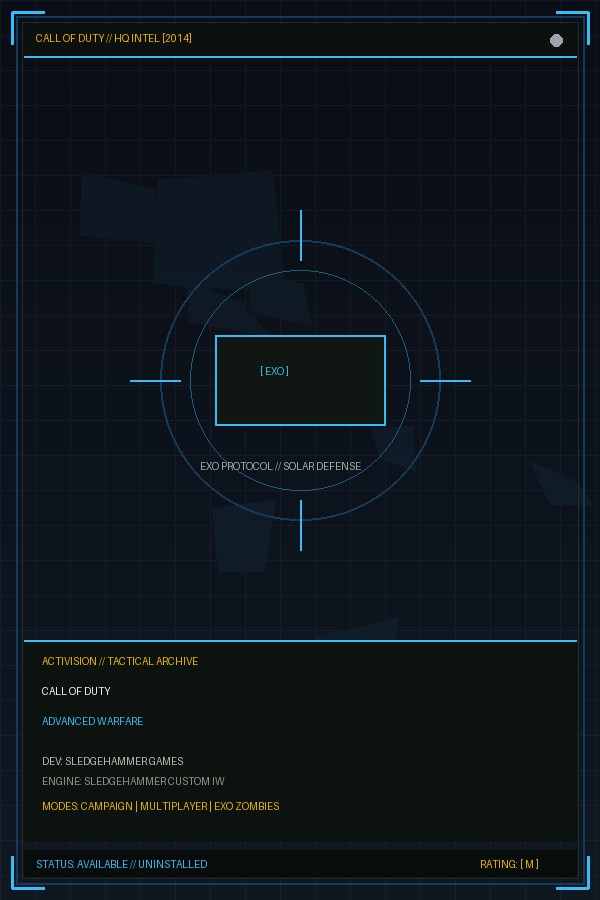 CALL OF DUTY // HQ INTEL [2014]
[ EXO ]
EXO PROTOCOL // SOLAR DEFENSE
ACTIVISION // TACTICAL ARCHIVE
CALL OF DUTY
ADVANCED WARFARE
DEV: SLEDGEHAMMER GAMES
ENGINE: SLEDGEHAMMER CUSTOM IW
MODES: CAMPAIGN | MULTIPLAYER | EXO ZOMBIES
STATUS: AVAILABLE // UNINSTALLED
RATING: [ M ]